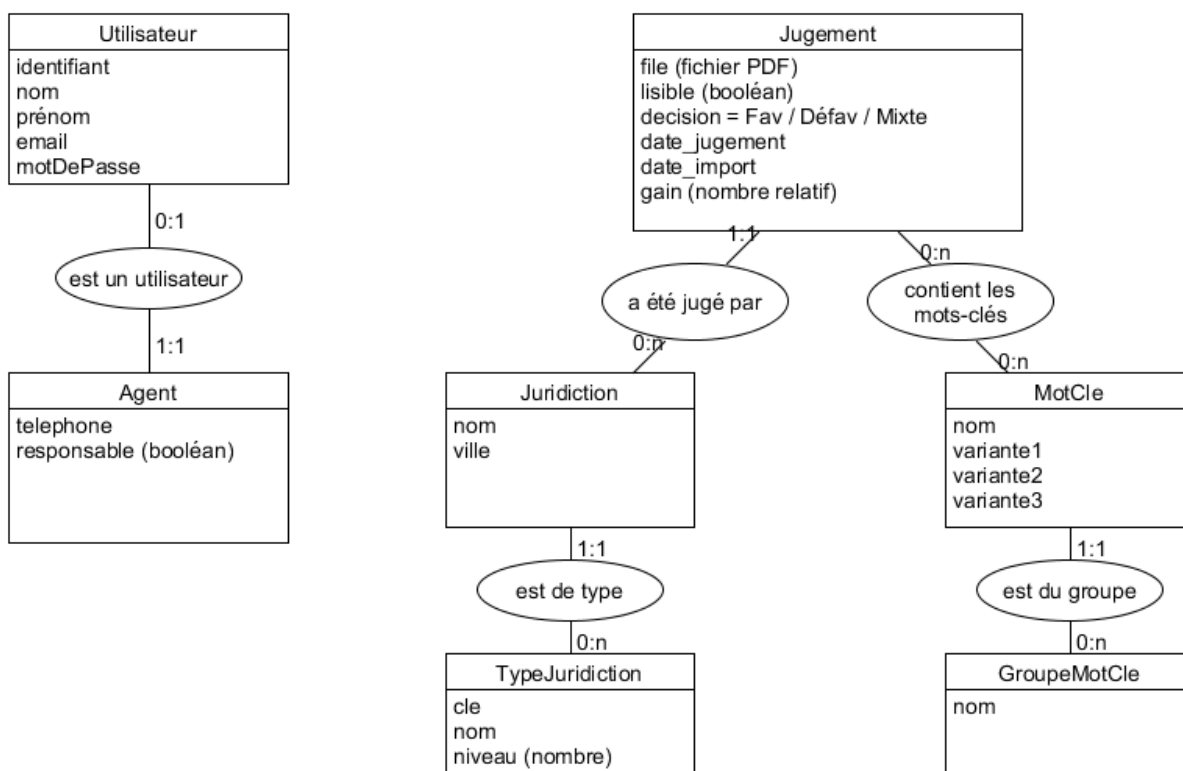 Utilisateur
identifiant
nom
prénom
email
motDePasse
0:1
est un utilisateur
1:1
Agent
telephone
responsable (booléan)
Jugement
file (fichier PDF)
lisible (booléan)
decision = Fav / Défav / Mixte
date_jugement
date_import
gain (nombre relatif)
1:1
a été jugé par
0:n
0:n
contient les
mots-clés
0:n
Juridiction
nom
ville
1:1
est de type
0:n
TypeJuridiction
cle
nom
niveau (nombre)
MotCle
nom
variante1
variante2
variante3
1:1
est du groupe
0:n
GroupeMotCle
nom